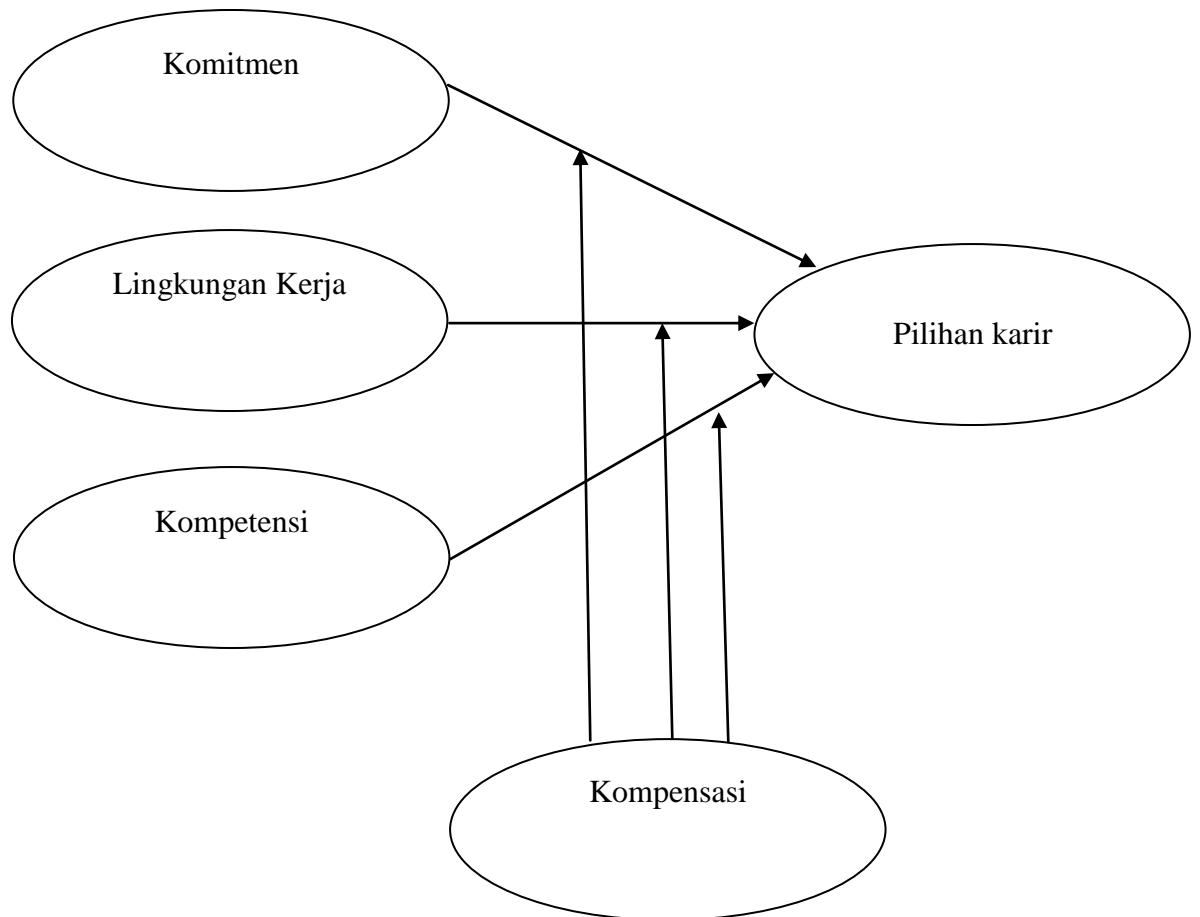 Komitmen
Lingkungan Kerja
Pilihan karir
Kompetensi
Kompensasi